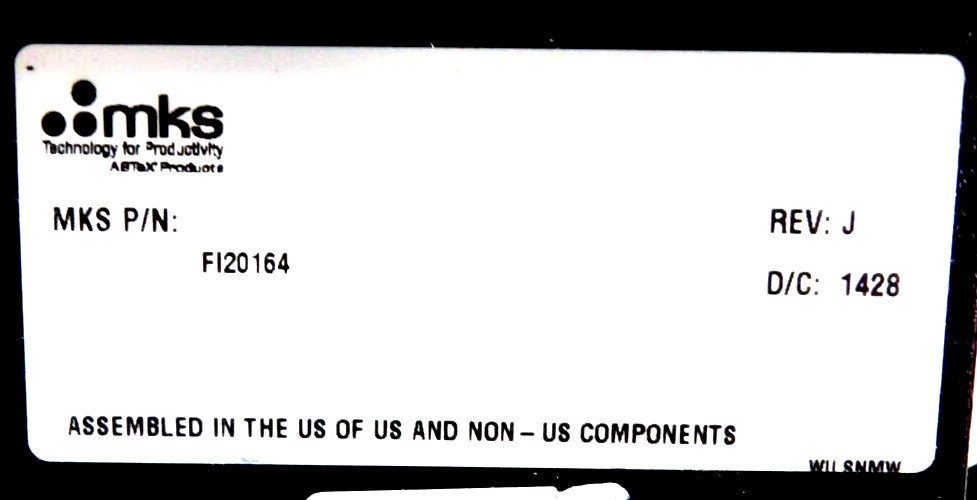 mks
Technology for Productivity
ASTeX Products
MKS P/N:
REV: J
FI20164
D/C: 1428
ASSEMBLED IN THE US OF US AND NON – US COMPONENTS